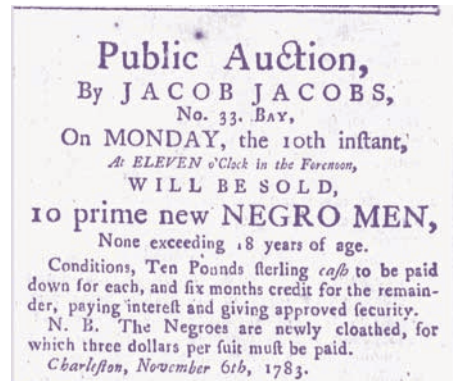 Public Auction,
By JACOB JACOBS,
No. 33. BAY,
On MONDAY, the 10th inſtant,
At ELEVEN o'Clock in the Forenoon,
WILL BE SOLD,
10 prime new NEGRO MEN,
None exceeding 18 years of age.
Conditions, Ten Pounds ſterling caſh to be paid
down for each, and ſix months credit for the remain-
der, paying intereſt and giving approved ſecurity.
N. B. The Negroes are newly cloathed, for
which three dollars per ſuit muſt be paid.
Charleſton, November 6th, 1783.